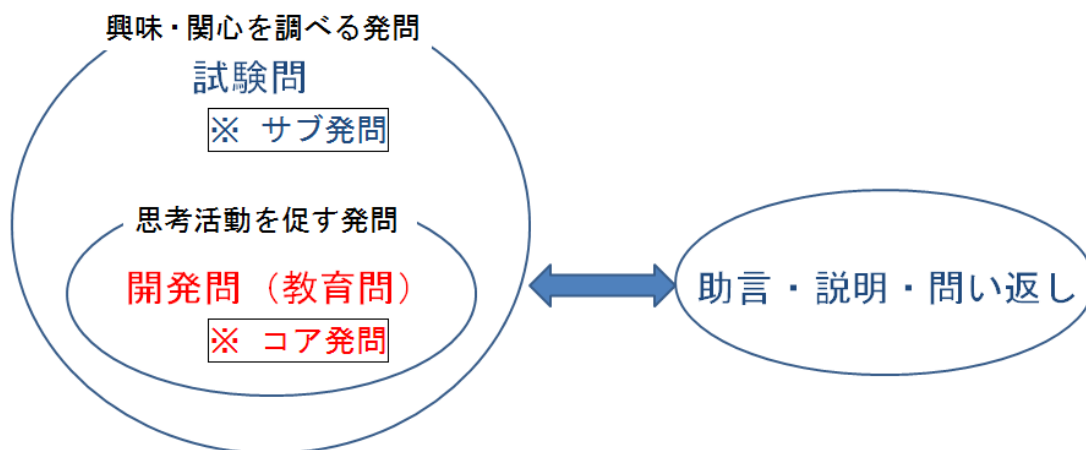 興味・関心を調べる発問
試験問
※ サブ発問
思考活動を促す発問
開発問（教育問）
※ コア発問
助言・説明・問い返し